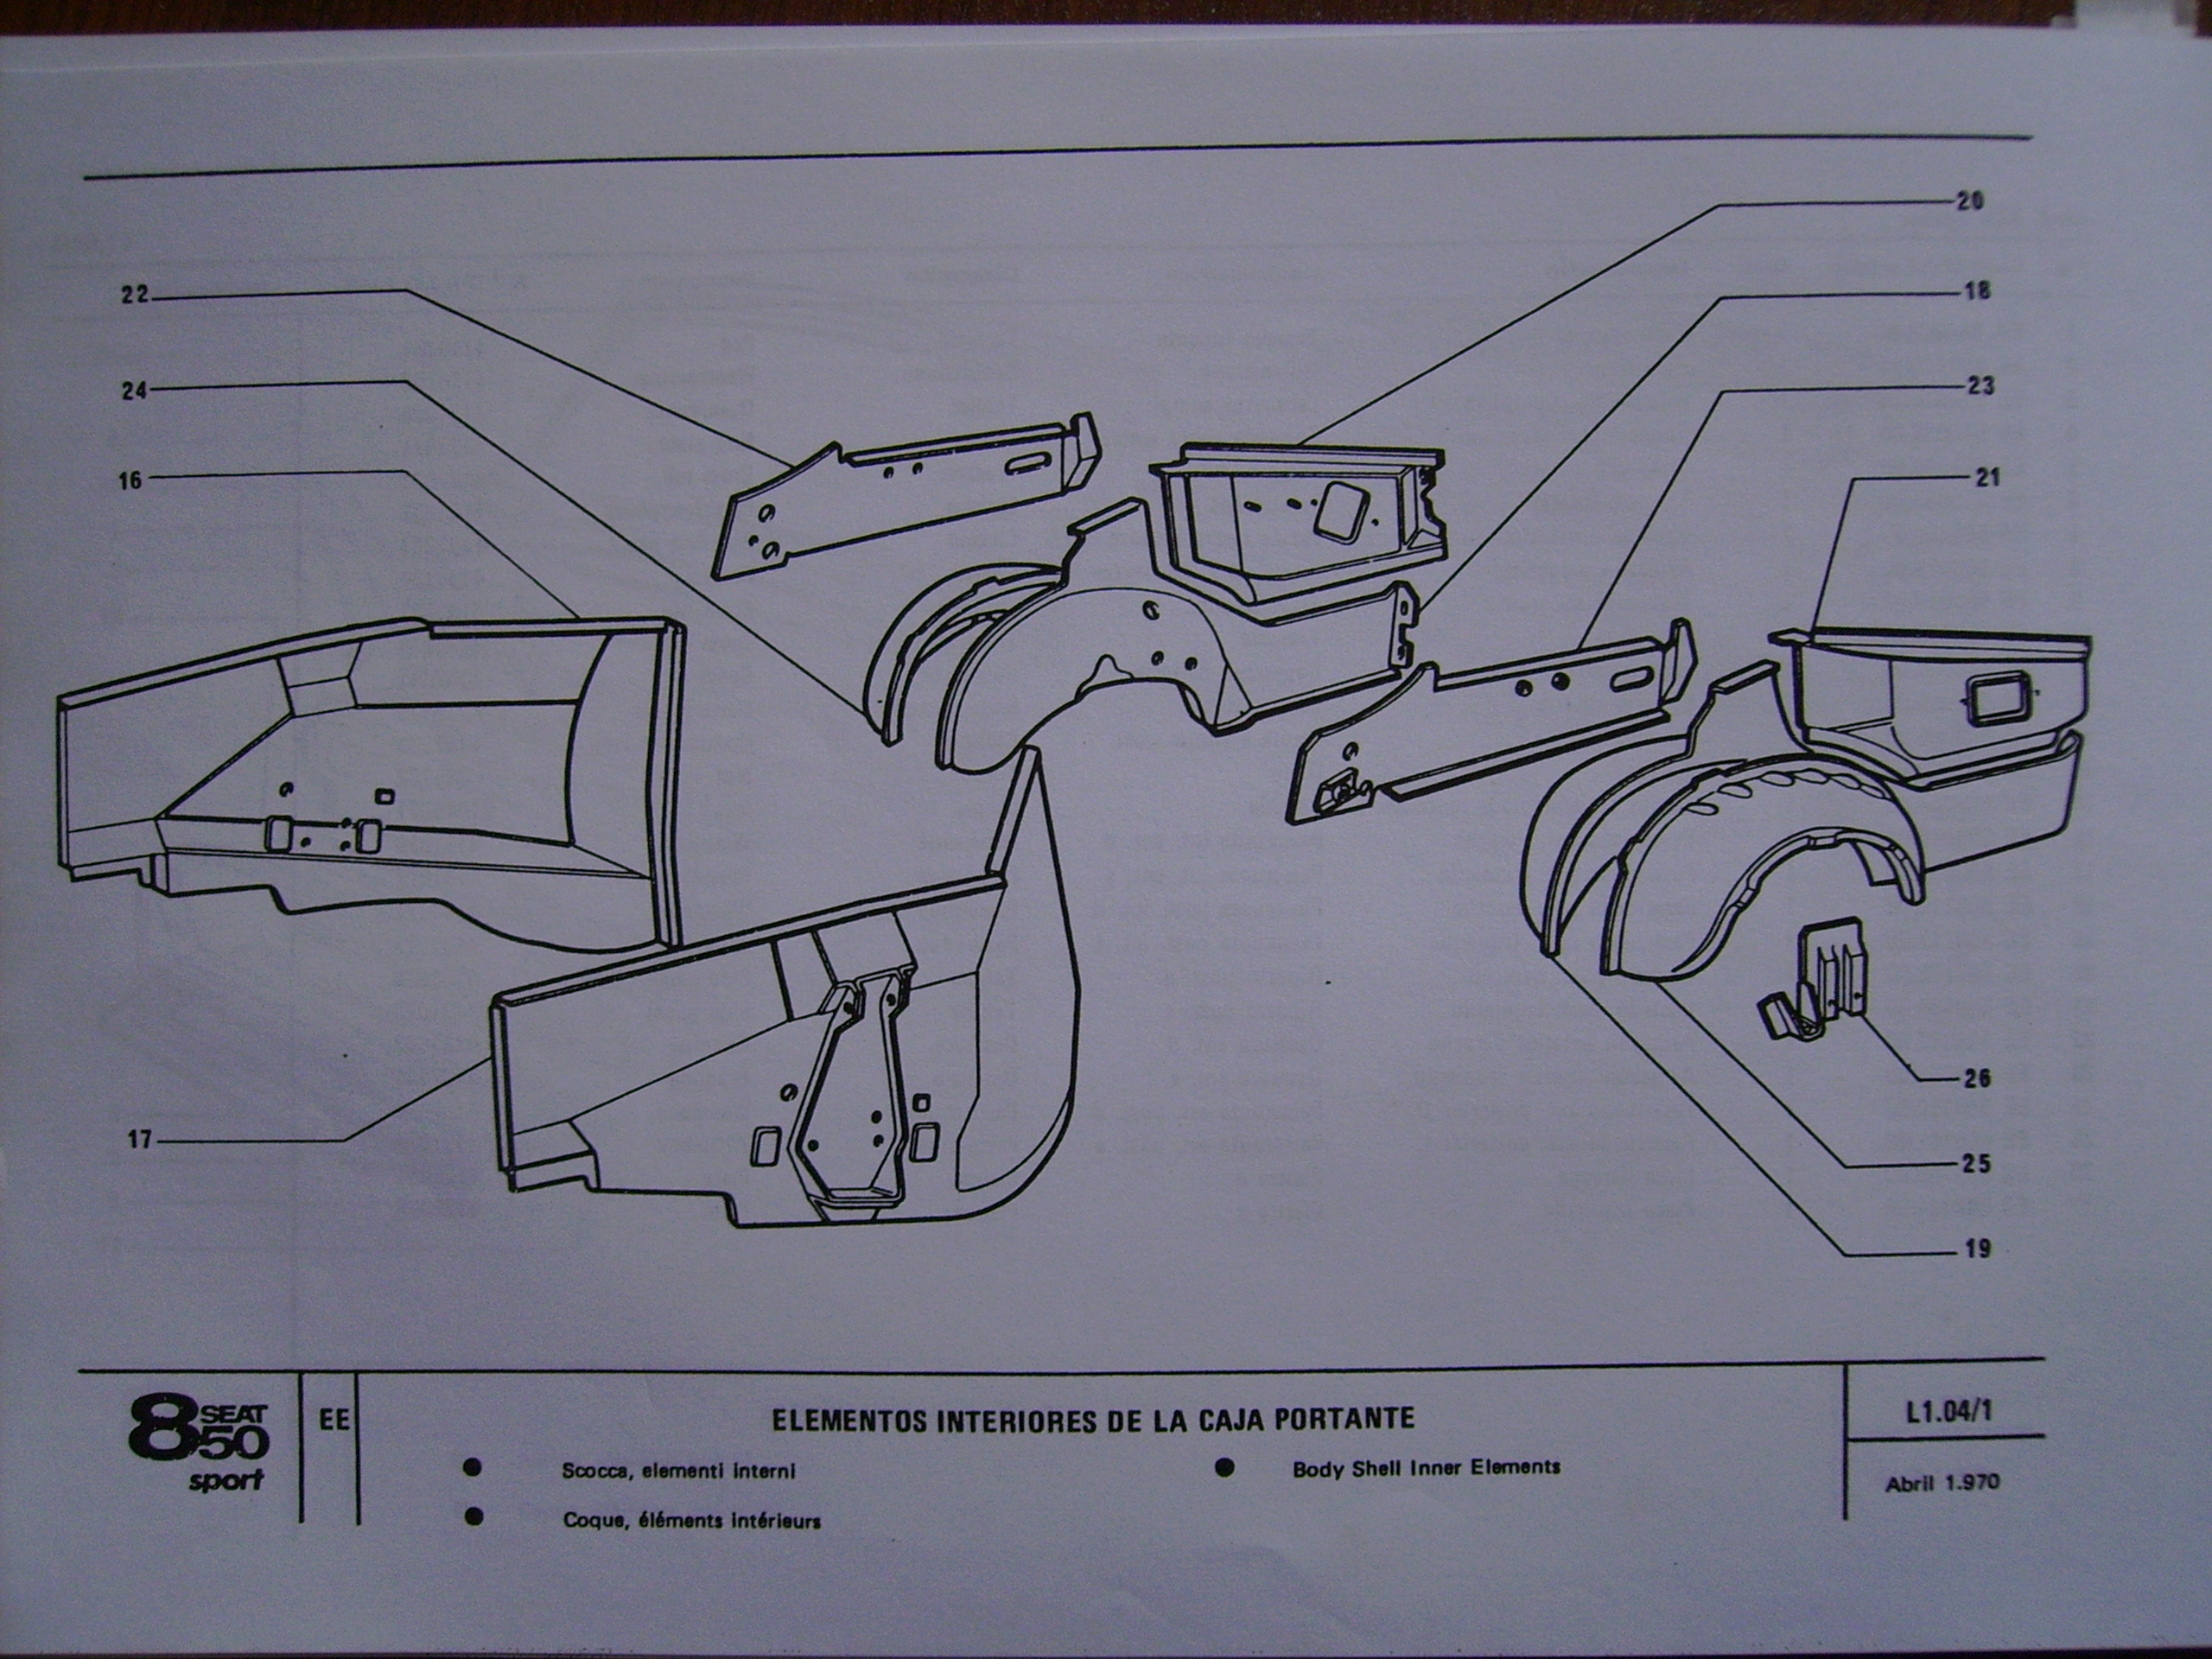 20
22
18
24
23
16
21
26
17
25
19
8 SEAT
50
sport
EE
ELEMENTOS INTERIORES DE LA CAJA PORTANTE
● Scocca, elementi interni
● Body Shell Inner Elements
● Coque, éléments intérieurs
L1.04/1
Abril 1.970